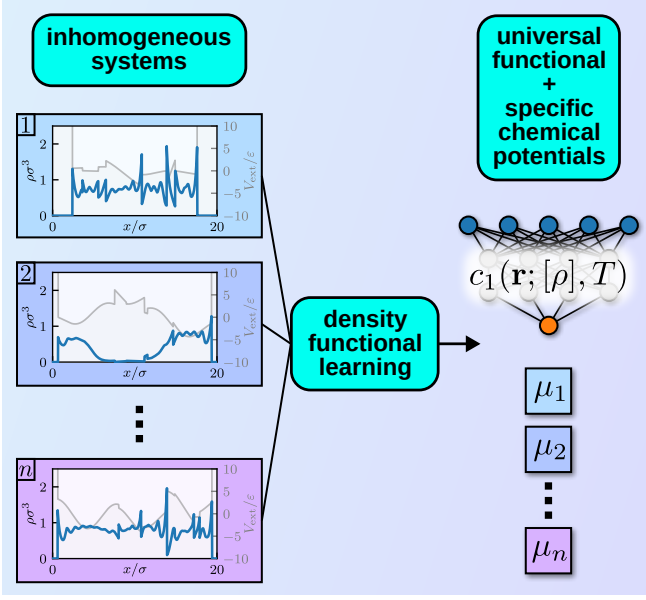 inhomogeneous
systems
universal
functional
+
specific
chemical
potentials
1
ρσ³
2
1
0
0
20
x/σ
10
5
0
−5
−10
V_ext/ε
2
ρσ³
2
1
0
0
20
x/σ
10
5
0
−5
−10
V_ext/ε
n
ρσ³
2
1
0
0
20
x/σ
10
5
0
−5
−10
V_ext/ε
density
functional
learning
c₁(r; [ρ], T)
μ₁
μ₂
μₙ